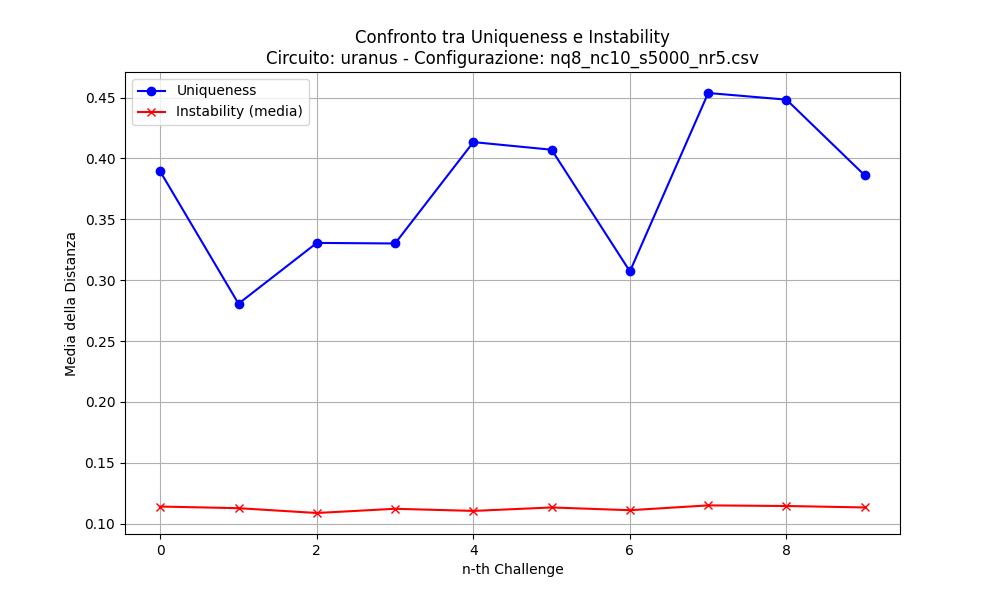 Confronto tra Uniqueness e Instability
Circuito: uranus - Configurazione: nq8_nc10_s5000_nr5.csv
Uniqueness
Instability (media)
Media della Distanza
0.45
0.40
0.35
0.30
0.25
0.20
0.15
0.10
0 2 4 6 8
n-th Challenge